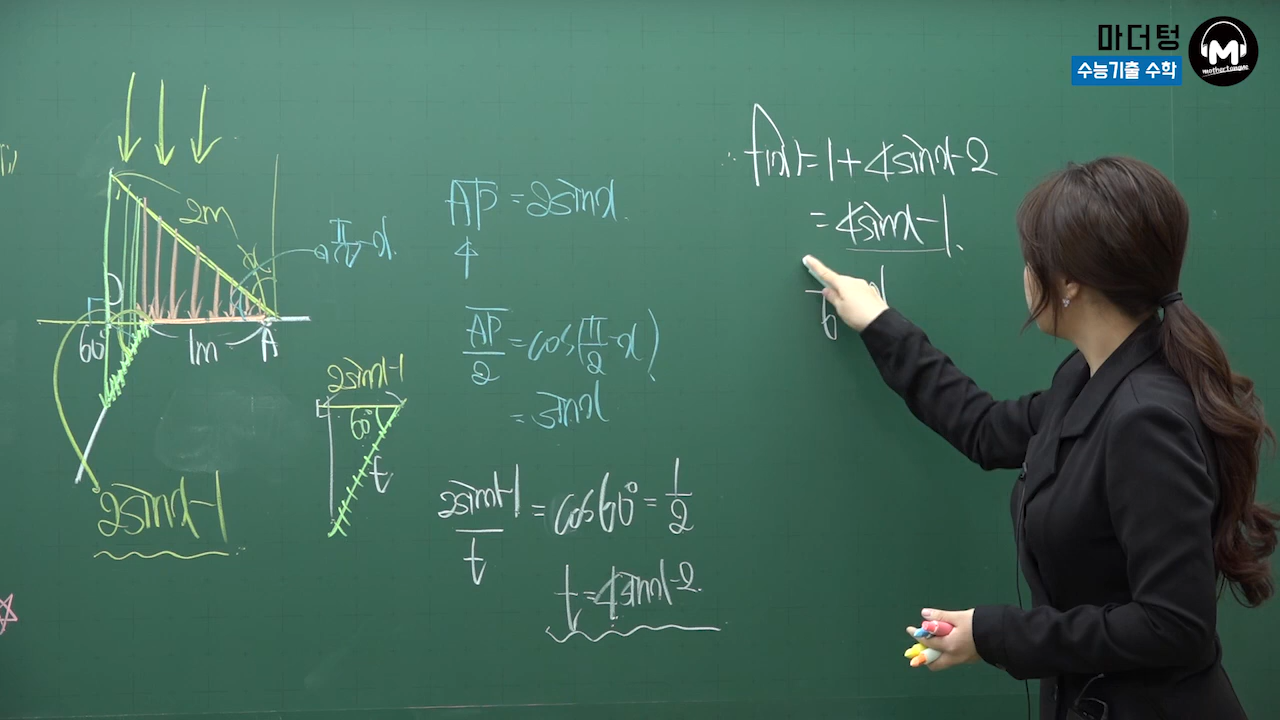 마더텅
수능기출 수학
M
mothertongue
2m
π/2-x
60°
1m
A
2sinx-1
2sinx-1
60°
t
AP=2sinx.
AP/2=cos(π/2-x)
=sinx
2sinx-1/t=cos60°=1/2
t=4sinx-2.
∴f(x)=1+4sinx-2
=4sinx-1.